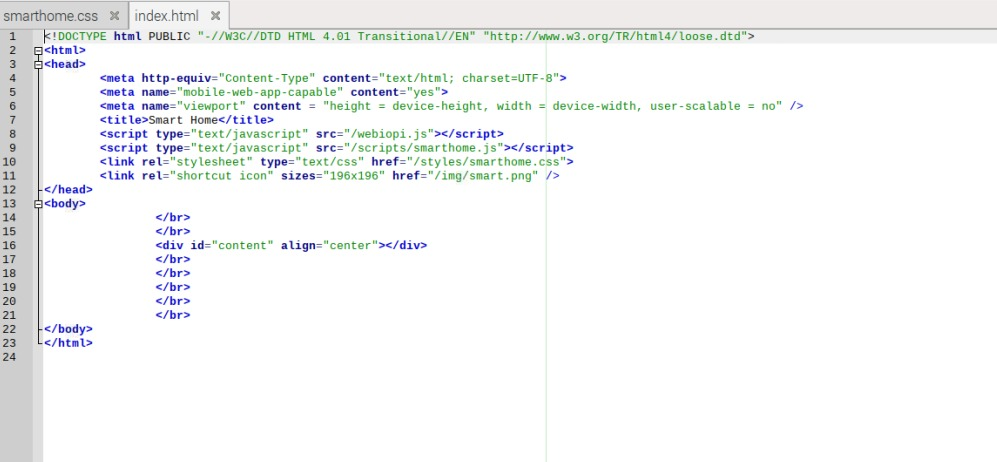 smarthome.css index.html
1 <!DOCTYPE html PUBLIC "-//W3C//DTD HTML 4.01 Transitional//EN" "http://www.w3.org/TR/html4/loose.dtd">
2 <html>
3 <head>
4 <meta http-equiv="Content-Type" content="text/html; charset=UTF-8">
5 <meta name="mobile-web-app-capable" content="yes">
6 <meta name="viewport" content = "height = device-height, width = device-width, user-scalable = no" />
7 <title>Smart Home</title>
8 <script type="text/javascript" src="/webiopi.js"></script>
9 <script type="text/javascript" src="/scripts/smarthome.js"></script>
10 <link rel="stylesheet" type="text/css" href="/styles/smarthome.css">
11 <link rel="shortcut icon" sizes="196x196" href="/img/smart.png" />
12 </head>
13 <body>
14 </br>
15 </br>
16 <div id="content" align="center"></div>
17 </br>
18 </br>
19 </br>
20 </br>
21 </br>
22 </body>
23 </html>
24